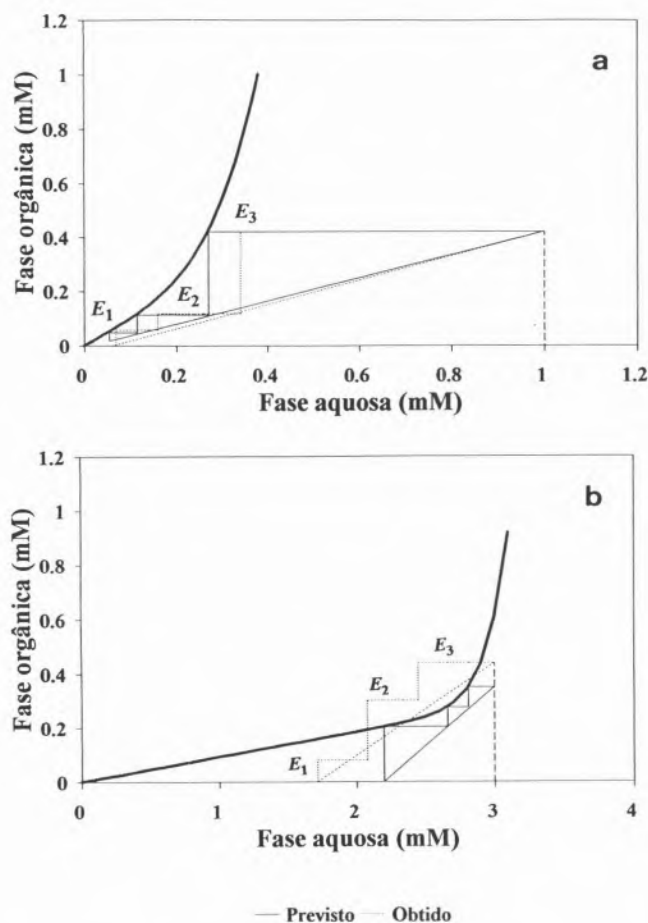 a
Fase orgânica (mM)
1.2
1
0.8
0.6
0.4
0.2
0
E3
E2
E1
0 0.2 0.4 0.6 0.8 1 1.2
Fase aquosa (mM)
b
Fase orgânica (mM)
1.2
1
0.8
0.6
0.4
0.2
0
E3
E2
E1
0 1 2 3 4
Fase aquosa (mM)
Previsto Obtido